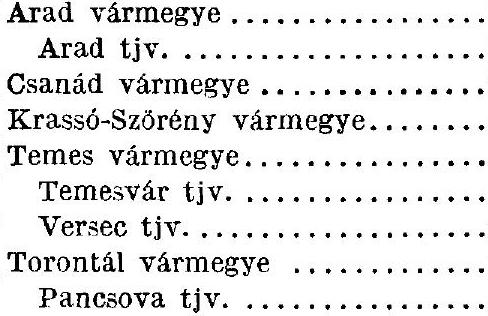 Arad vármegye ..................
Arad tjv. ..................
Csanád vármegye ................
Krassó-Szörény vármegye.........
Temes vármegye..................
Temesvár tjv. ..................
Versec tjv. ....................
Torontál vármegye ..............
Pancsova tjv. ..................